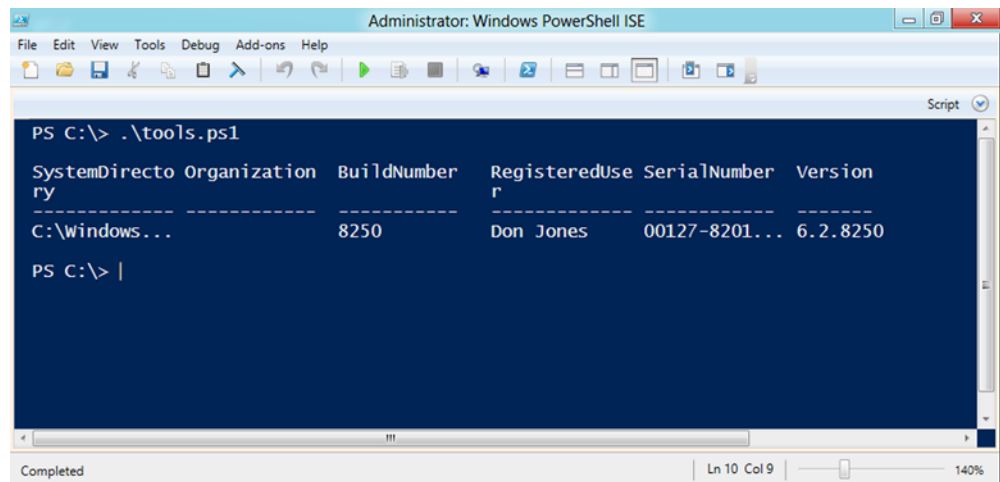 Administrator: Windows PowerShell ISE
File Edit View Tools Debug Add-ons Help
Script
PS C:\> .\tools.ps1
SystemDirecto Organization BuildNumber RegisteredUse SerialNumber Version
ry r
------------- ------------ ----------- ------------- ------------ -------
C:\Windows... 8250 Don Jones 00127-8201... 6.2.8250
PS C:\>
Completed Ln 10 Col 9 140%